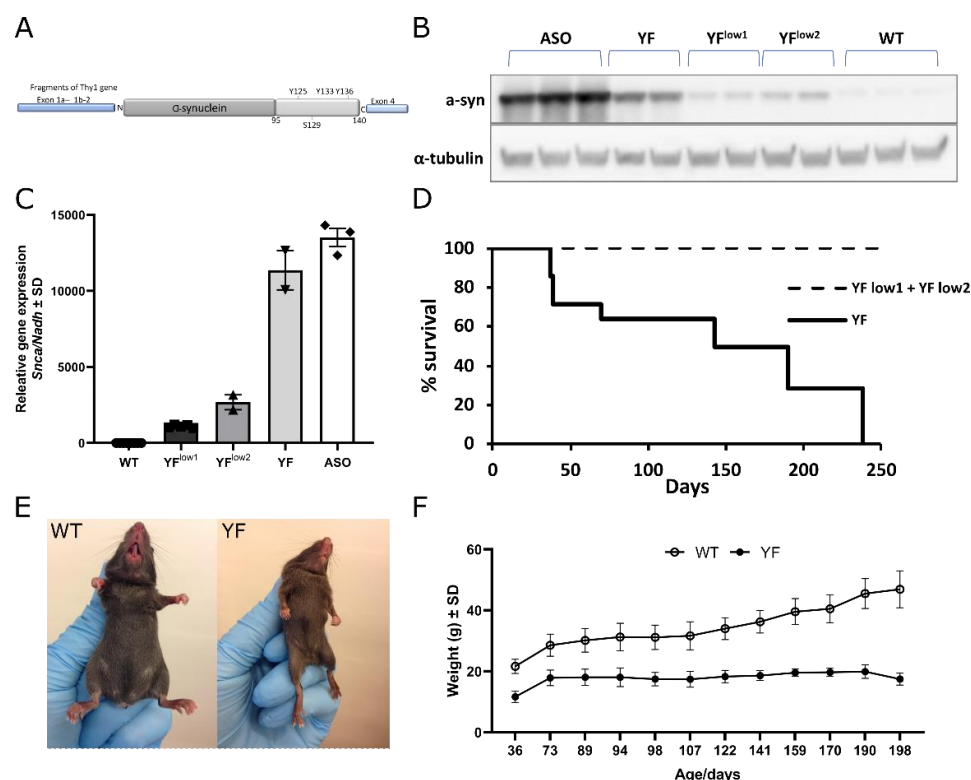 A
Fragments of Thy1 gene
Exon 1a– 1b-2
N
α-synuclein
Y125
Y133 Y136
S129
95
140
C
Exon 4
B
ASO
YF
YFlow1
YFlow2
WT
a-syn
α-tubulin
C
Releative gene expression
Snca/Nadh ± SD
15000
10000
5000
0
WT
YFlow1
YFlow2
YF
ASO
D
% survival
100
80
60
40
20
0
0
50
100
150
200
250
Days
YF low1 + YF low2
YF
E
WT
YF
F
WT
YF
Weight (g) ± SD
60
40
20
0
36
73
89
94
98
107
122
141
159
170
190
198
Age/days